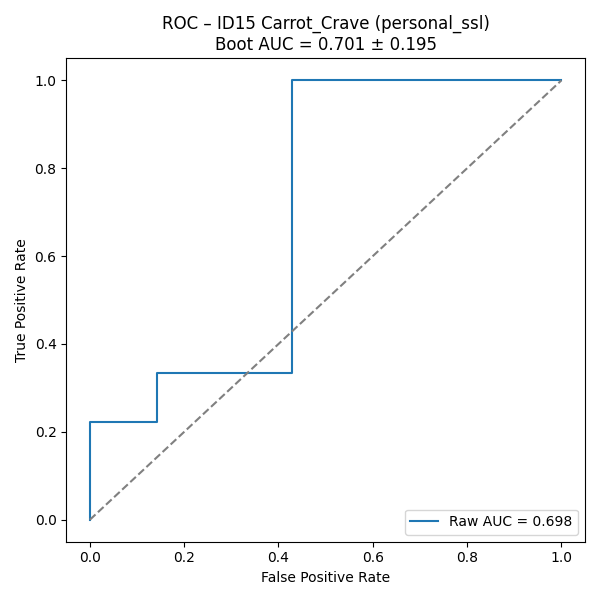 ROC – ID15 Carrot_Crave (personal_ssl)
Boot AUC = 0.701 ± 0.195
1.0
0.8
0.6
0.4
0.2
0.0
True Positive Rate
Raw AUC = 0.698
0.0 0.2 0.4 0.6 0.8 1.0
False Positive Rate